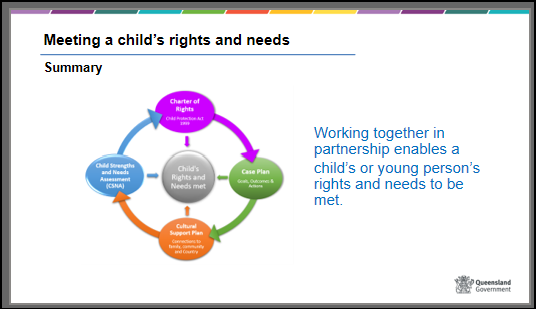 Meeting a child's rights and needs
Summary
Charter of
Rights
Child Protection Act
1999
Child Strengths
and Needs
Assessment
(CSNA)
Child's
Rights and
Needs met
Case Plan
Goals, Outcomes &
Actions
Cultural
Support Plan
Connections to
family, community
and Country
Working together in
partnership enables a
child's or young person's
rights and needs to be
met.
Queensland
Government